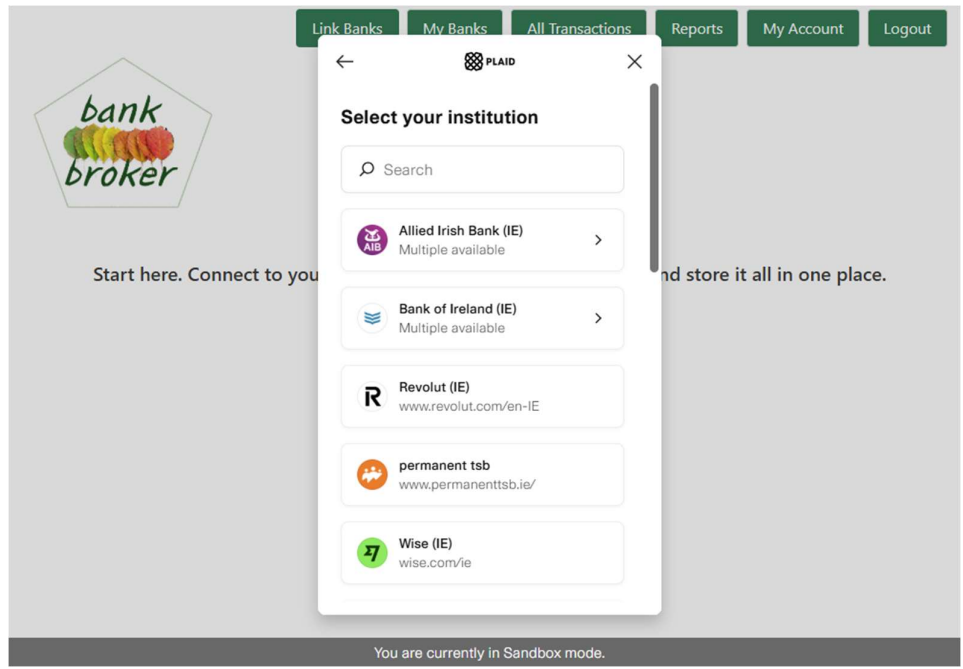 Link Banks
My Banks
All Transactions
Reports
My Account
Logout
bank
broker
PLAID
Select your institution
Search
AIB
Allied Irish Bank (IE)
Multiple available
Start here. Connect to you
nd store it all in one place.
Bank of Ireland (IE)
Multiple available
R
Revolut (IE)
www.revolut.com/en-IE
permanent tsb
www.permanenttsb.ie/
Wise (IE)
wise.com/ie
You are currently in Sandbox mode.